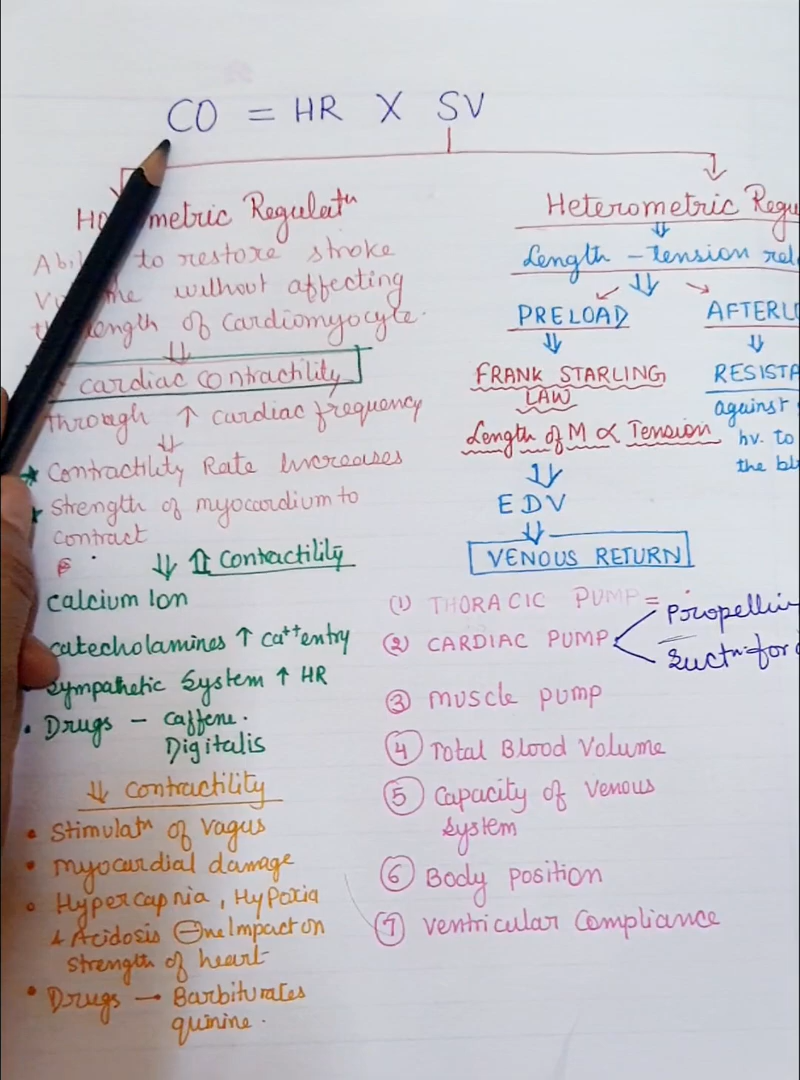 CO = HR X SV
Regulatn
to restore stroke
without affecting
length of Cardiomyocyte.
cardiac contractility
through ↑ cardiac frequency
★ Contractility Rate Increases
★ Strength of myocardium to
contract
⇑ Contractility
Calcium Ion
Catecholamines ↑ Ca++ entry
Sympathetic System ↑ HR
• Drugs - Caffene.
Digitalis
↓ Contractility
• Stimulatn of Vagus
• Myocardial damage
• Hypercapnia, Hypoxia
& Acidosis ⊖ne Impact on
strength of heart
• Drugs → Barbiturates
quinine.
Heterometric Regu
Length - tension rel
PRELOAD
AFTERL
FRANK STARLING
LAW
Length of M ∝ Tension
EDV
VENOUS RETURN
RESISTA
against
hv. to
the bl
(1) THORACIC PUMP =
(2) CARDIAC PUMP
Propellin
Suctn for
(3) Muscle pump
(4) Total Blood Volume
(5) Capacity of Venous
System
(6) Body position
(7) Ventricular Compliance